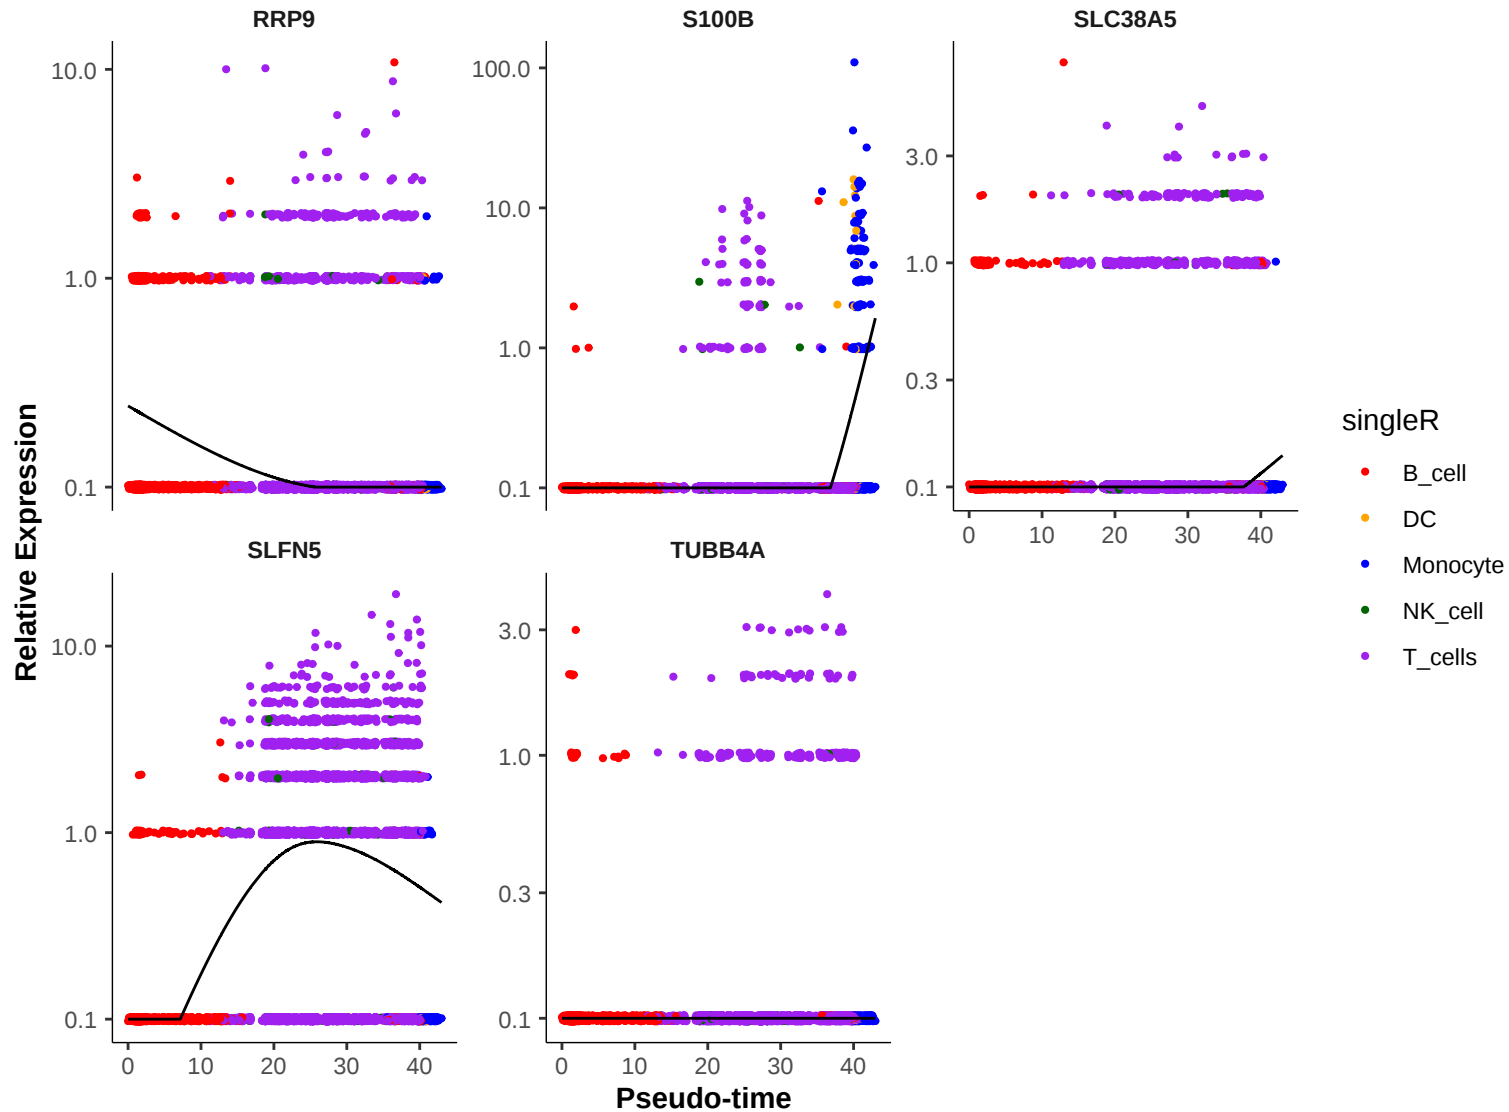 RRP9
S100B
SLC38A5
10.0
1.0
0.1
100.0
10.0
1.0
0.1
3.0
1.0
0.3
0.1
0 10 20 30 40
SLFN5
TUBB4A
10.0
1.0
0.1
3.0
1.0
0.3
0.1
0 10 20 30 40
0 10 20 30 40
Relative Expression
Pseudo-time
singleR
B_cell
DC
Monocyte
NK_cell
T_cells